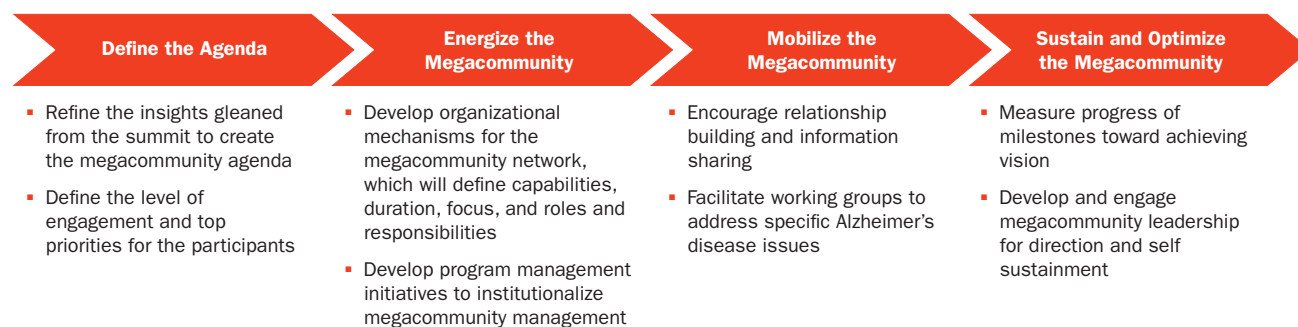 Define the Agenda
Energize the
Megacommunity
Mobilize the
Megacommunity
Sustain and Optimize
the Megacommunity
▪ Refine the insights gleaned
from the summit to create
the megacommunity agenda
▪ Define the level of
engagement and top
priorities for the participants
▪ Develop organizational
mechanisms for the
megacommunity network,
which will define capabilities,
duration, focus, and roles and
responsibilities
▪ Develop program management
initiatives to institutionalize
megacommunity management
▪ Encourage relationship
building and information
sharing
▪ Facilitate working groups to
address specific Alzheimer’s
disease issues
▪ Measure progress of
milestones toward achieving
vision
▪ Develop and engage
megacommunity leadership
for direction and self
sustainment